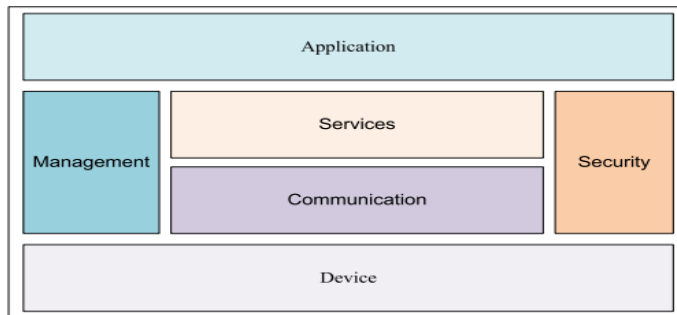 Application
Management
Services
Communication
Security
Device